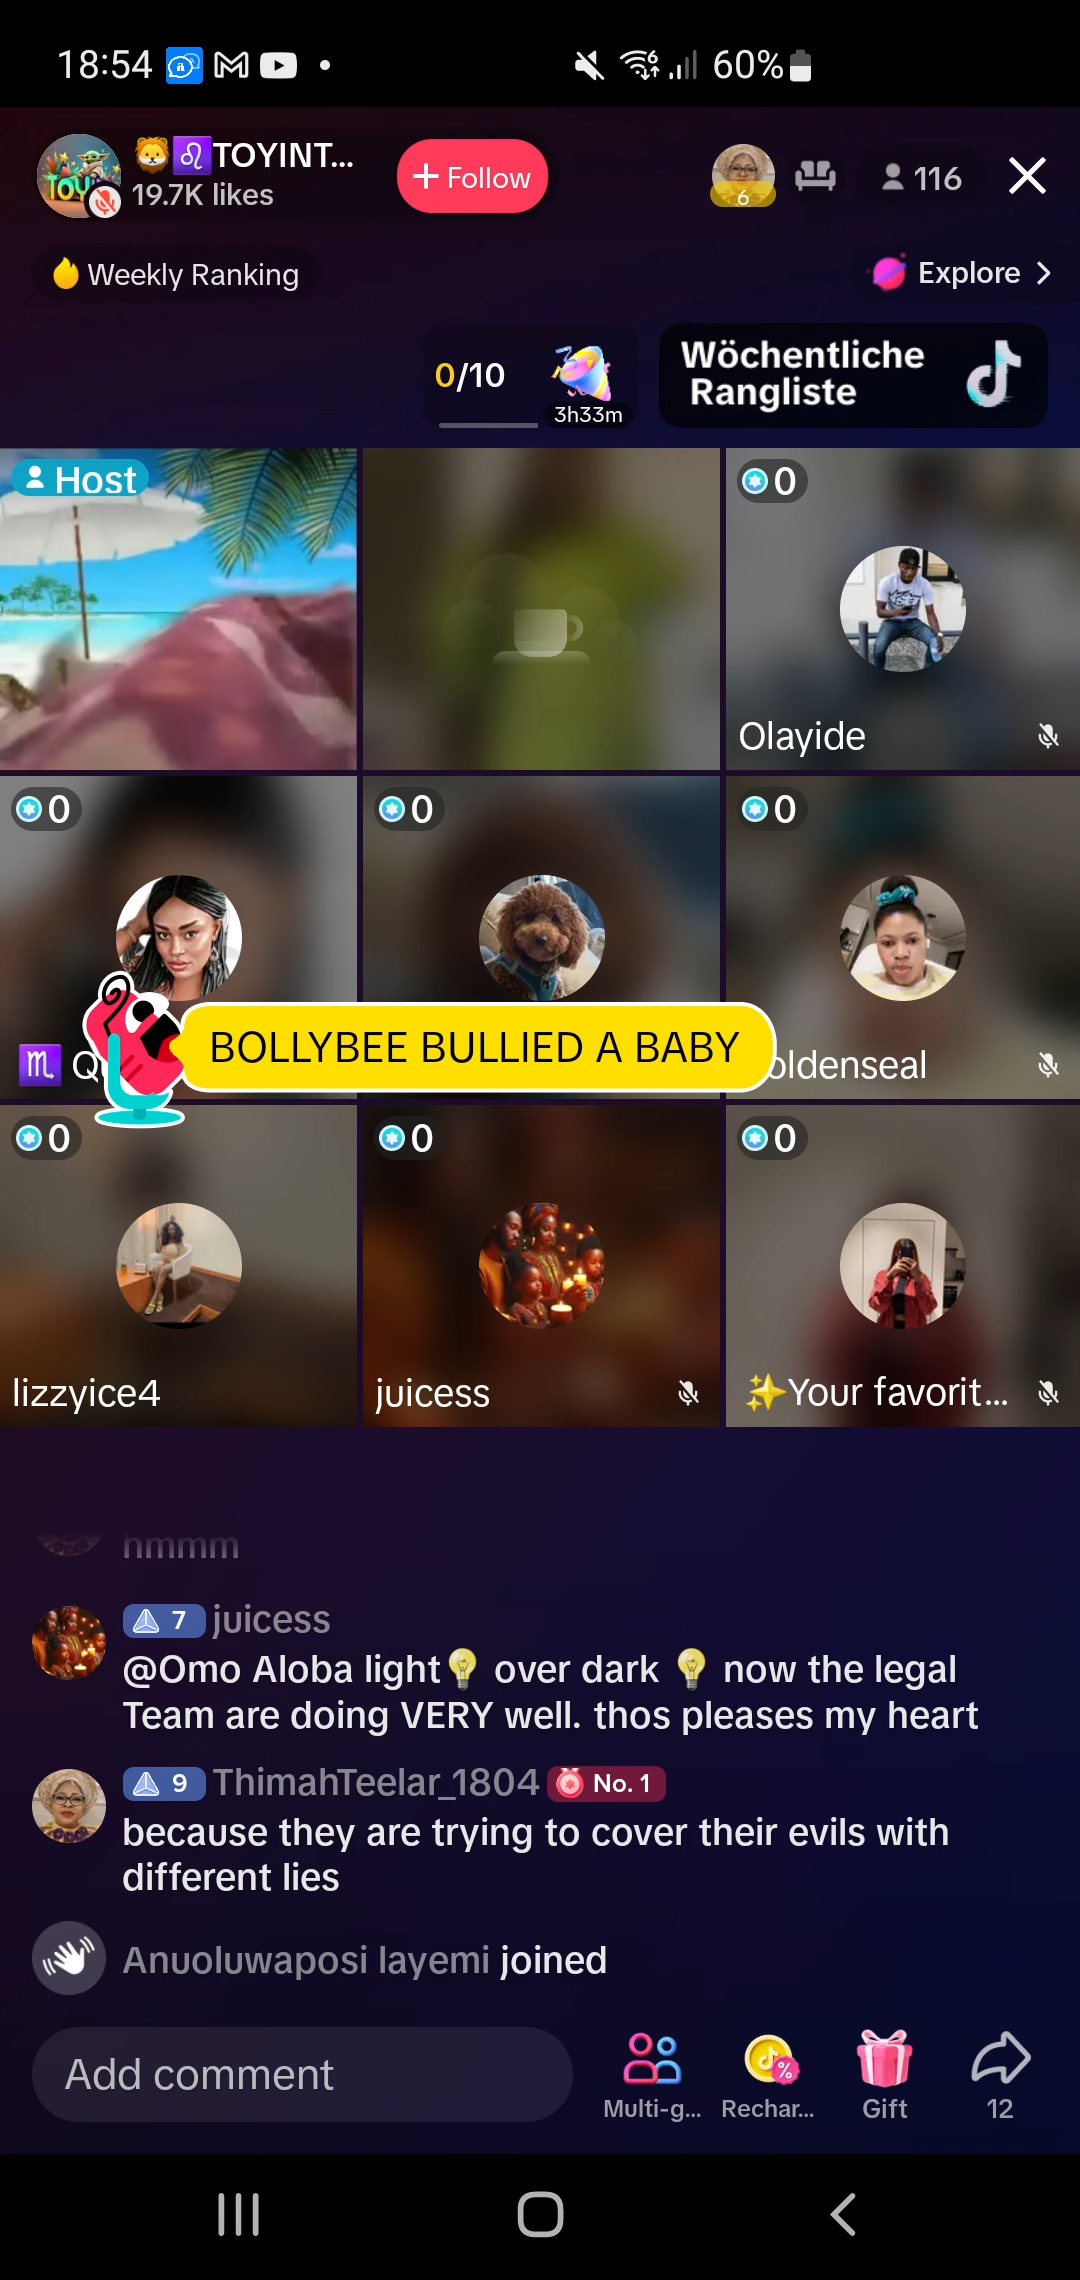 18:54
60%
TOYINT...
19.7K likes
+ Follow
6
116
Weekly Ranking
Explore
0/10
3h33m
Wöchentliche
Rangliste
Host
0
Olayide
0
0
0
BOLLYBEE BULLIED A BABY
oldenseal
0
0
0
lizzyice4
juicess
✨Your favorit...
hmmm
7 juicess
@Omo Aloba light💡 over dark 💡 now the legal
Team are doing VERY well. thos pleases my heart
9 ThimahTeelar_1804 No. 1
because they are trying to cover their evils with
different lies
Anuoluwaposi layemi joined
Add comment
Multi-g...
Rechar...
Gift
12